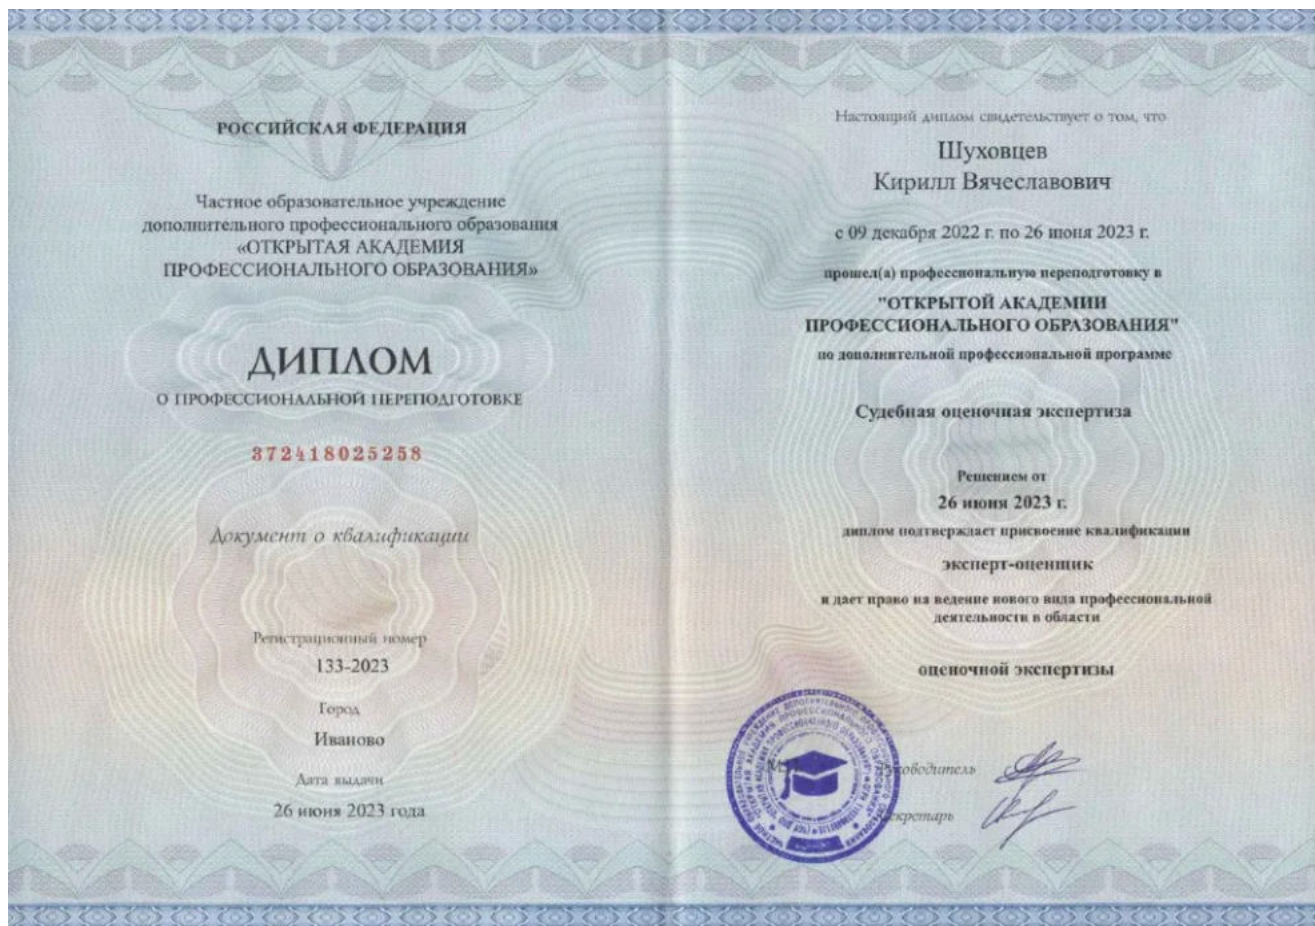 РОССИЙСКАЯ ФЕДЕРАЦИЯ
Частное образовательное учреждение
дополнительного профессионального образования
«ОТКРЫТАЯ АКАДЕМИЯ
ПРОФЕССИОНАЛЬНОГО ОБРАЗОВАНИЯ»
ДИПЛОМ
О ПРОФЕССИОНАЛЬНОЙ ПЕРЕПОДГОТОВКЕ
372418025258
Документ о квалификации
Регистрационный номер
133-2023
Город
Иваново
Дата выдачи
26 июня 2023 года
Настоящий диплом свидетельствует о том, что
Шуховцев
Кирилл Вячеславович
с 09 декабря 2022 г. по 26 июня 2023 г.
прошел(а) профессиональную переподготовку в
"ОТКРЫТОЙ АКАДЕМИИ
ПРОФЕССИОНАЛЬНОГО ОБРАЗОВАНИЯ"
по дополнительной профессиональной программе
Судебная оценочная экспертиза
Решением от
26 июня 2023 г.
диплом подтверждает присвоение квалификации
эксперт-оценщик
и дает право на ведение нового вида профессиональной
деятельности в области
оценочной экспертизы
Руководитель
Секретарь